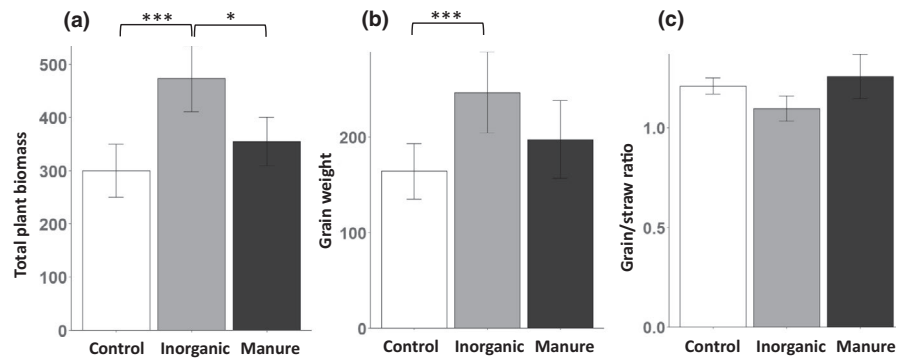 (a)
*** *
Total plant biomass
500
400
300
200
100
0
Control Inorganic Manure
(b)
***
Grain weight
200
100
0
Control Inorganic Manure
(c)
Grain/straw ratio
1.0
0.5
0.0
Control Inorganic Manure